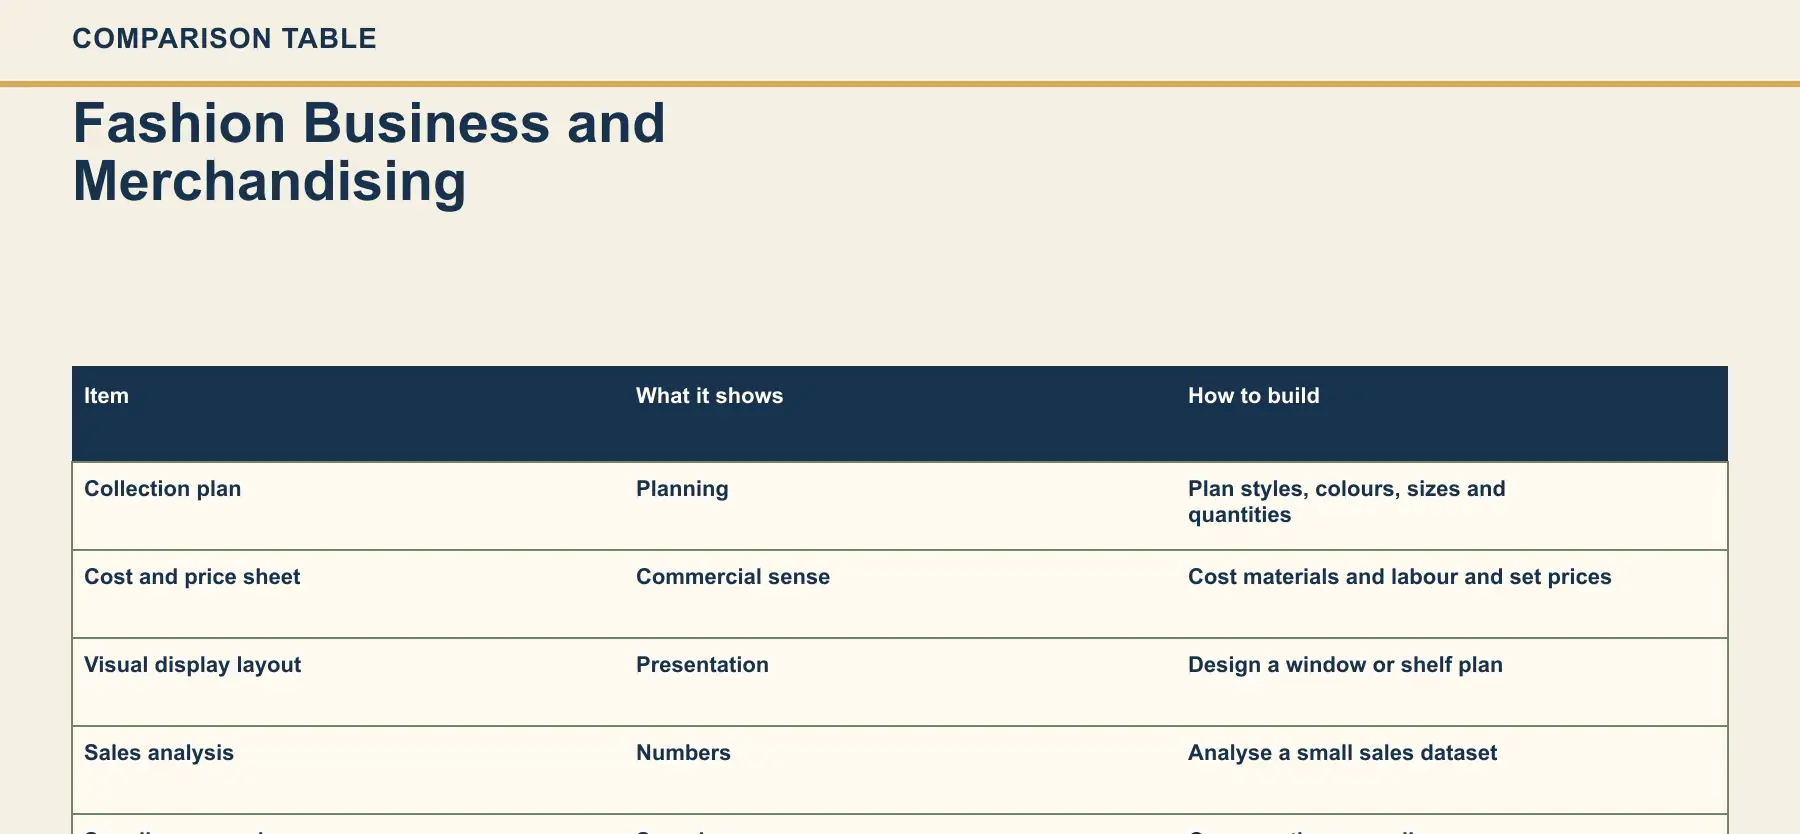 COMPARISON TABLE
Fashion Business and
Merchandising
Item What it shows How to build
Collection plan Planning Plan styles, colours, sizes and
quantities
Cost and price sheet Commercial sense Cost materials and labour and set prices
Visual display layout Presentation Design a window or shelf plan
Sales analysis Numbers Analyse a small sales dataset